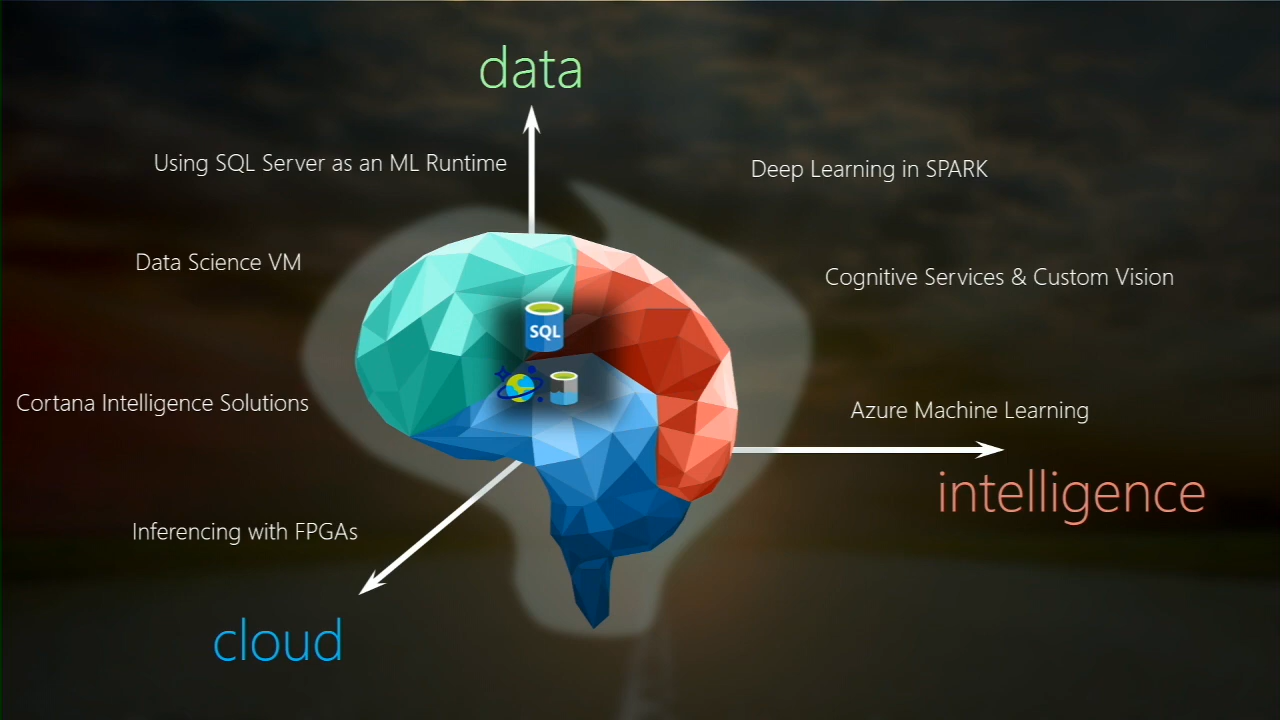 data
Using SQL Server as an ML Runtime
Deep Learning in SPARK
Data Science VM
Cognitive Services & Custom Vision
SQL
Cortana Intelligence Solutions
Azure Machine Learning
intelligence
Inferencing with FPGAs
cloud